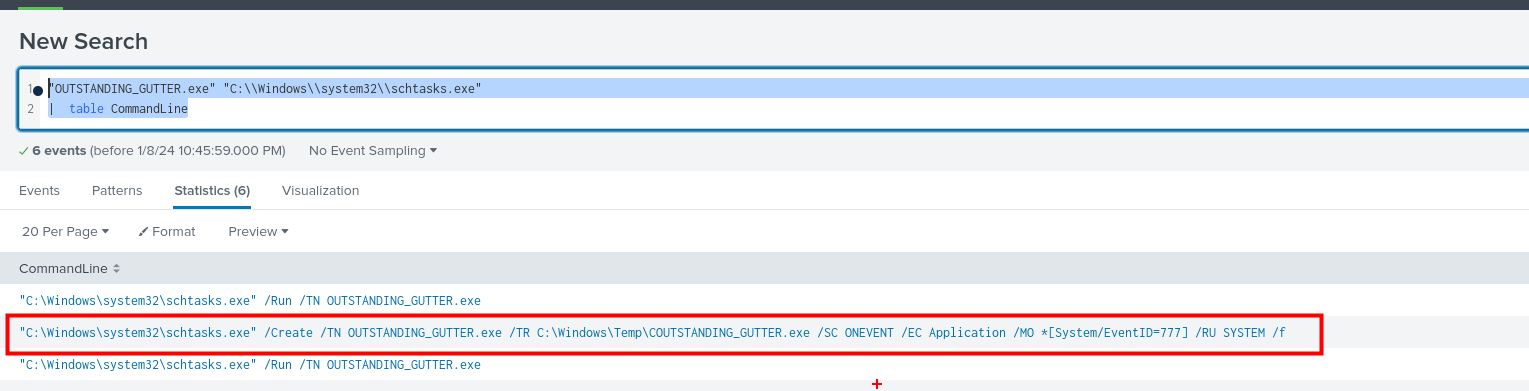 New Search
1 "OUTSTANDING_GUTTER.exe" "C:\\Windows\\system32\\schtasks.exe"
2 | table CommandLine
6 events (before 1/8/24 10:45:59.000 PM) No Event Sampling
Events Patterns Statistics (6) Visualization
20 Per Page Format Preview
CommandLine
"C:\Windows\system32\schtasks.exe" /Run /TN OUTSTANDING_GUTTER.exe
"C:\Windows\system32\schtasks.exe" /Create /TN OUTSTANDING_GUTTER.exe /TR C:\Windows\Temp\COUTSTANDING_GUTTER.exe /SC ONEVENT /EC Application /MO *[System/EventID=777] /RU SYSTEM /f
"C:\Windows\system32\schtasks.exe" /Run /TN OUTSTANDING_GUTTER.exe